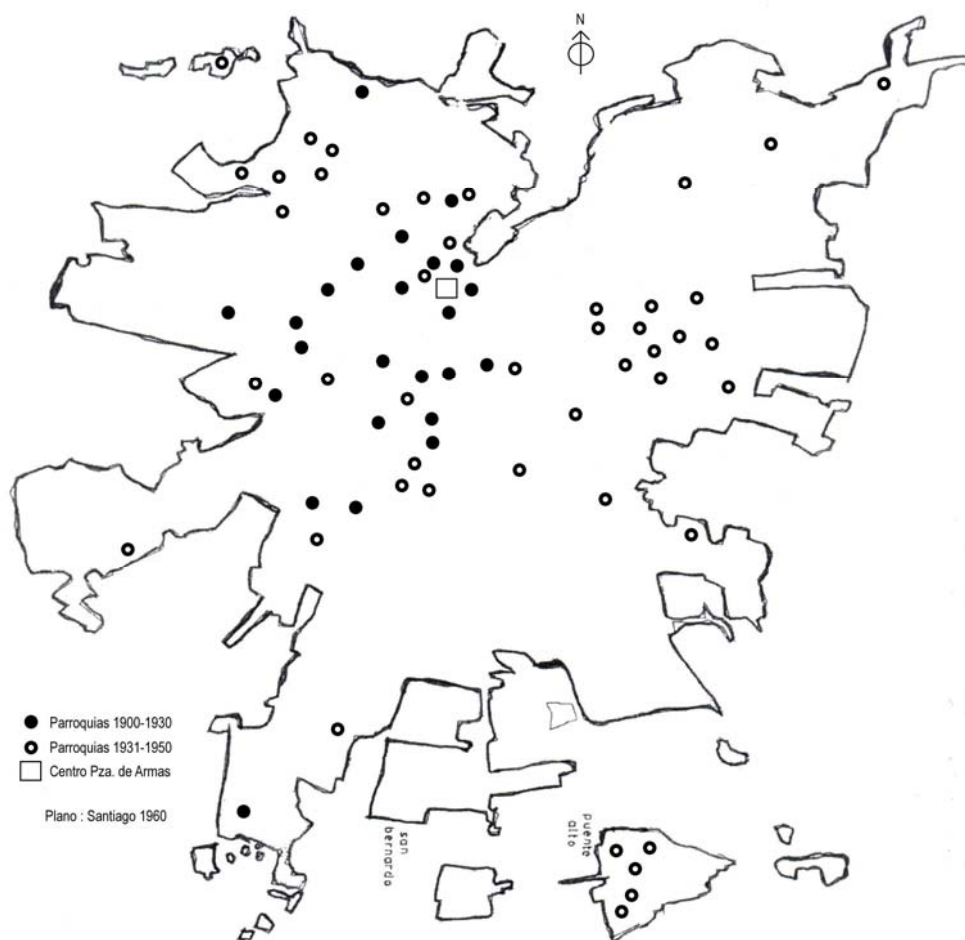 N
Parroquias 1900-1930
Parroquias 1931-1950
Centro Pza. de Armas
Plano : Santiago 1960
san
bernardo
puente
alto